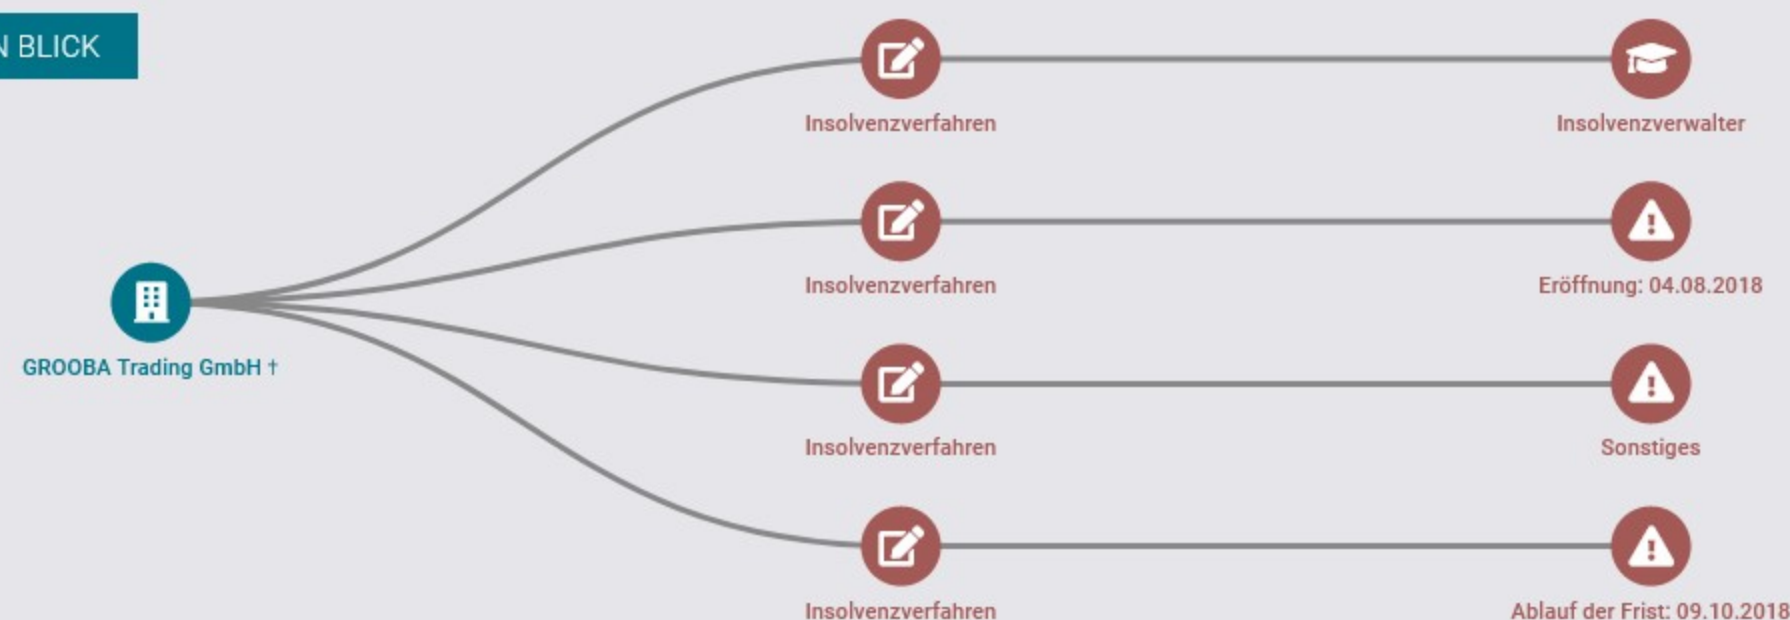 N BLICK
Insolvenzverfahren
Insolvenzverwalter
Insolvenzverfahren
Eröffnung: 04.08.2018
GROOBA Trading GmbH †
Insolvenzverfahren
Sonstiges
Insolvenzverfahren
Ablauf der Frist: 09.10.2018